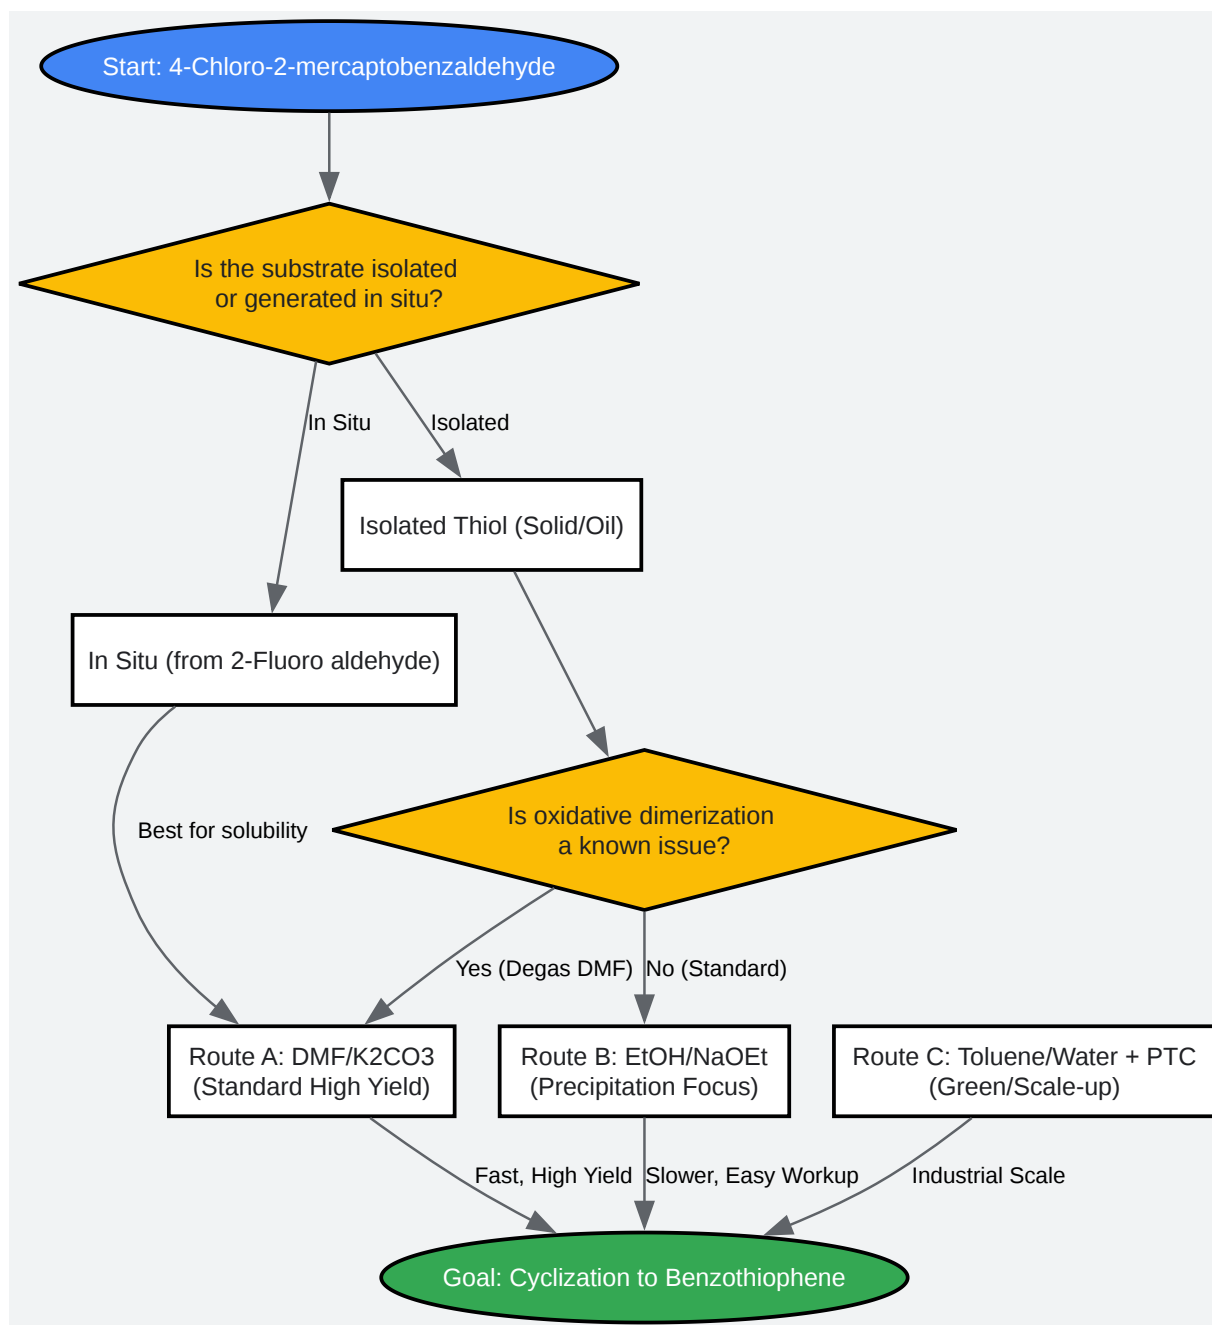 Start: 4-Chloro-2-mercaptobenzaldehyde
Is the substrate isolated
or generated in situ?
In Situ
Isolated
Isolated Thiol (Solid/Oil)
In Situ (from 2-Fluoro aldehyde)
Is oxidative dimerization
a known issue?
Best for solubility
Yes (Degas DMF)
No (Standard)
Route A: DMF/K2CO3
(Standard High Yield)
Route B: EtOH/NaOEt
(Precipitation Focus)
Route C: Toluene/Water + PTC
(Green/Scale-up)
Fast, High Yield
Slower, Easy Workup
Industrial Scale
Goal: Cyclization to Benzothiophene